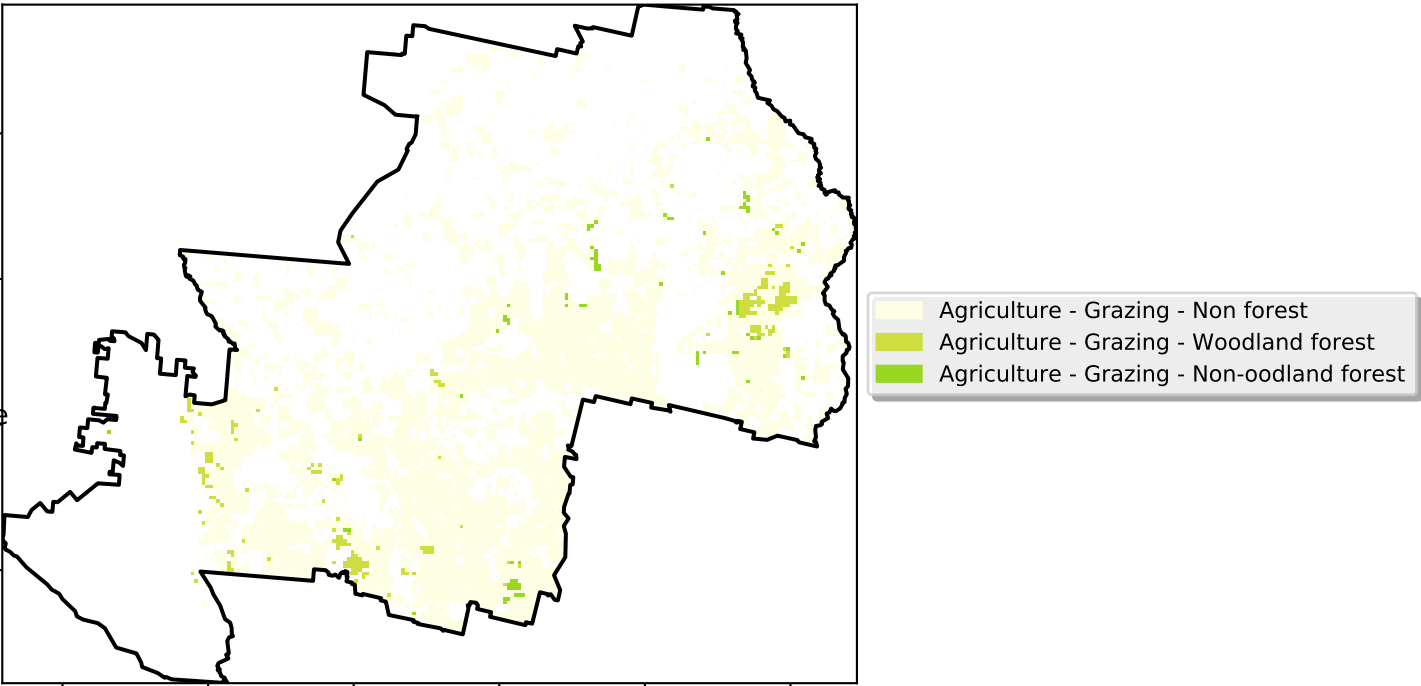 Agriculture - Grazing - Non forest
Agriculture - Grazing - Woodland forest
Agriculture - Grazing - Non-oodland forest